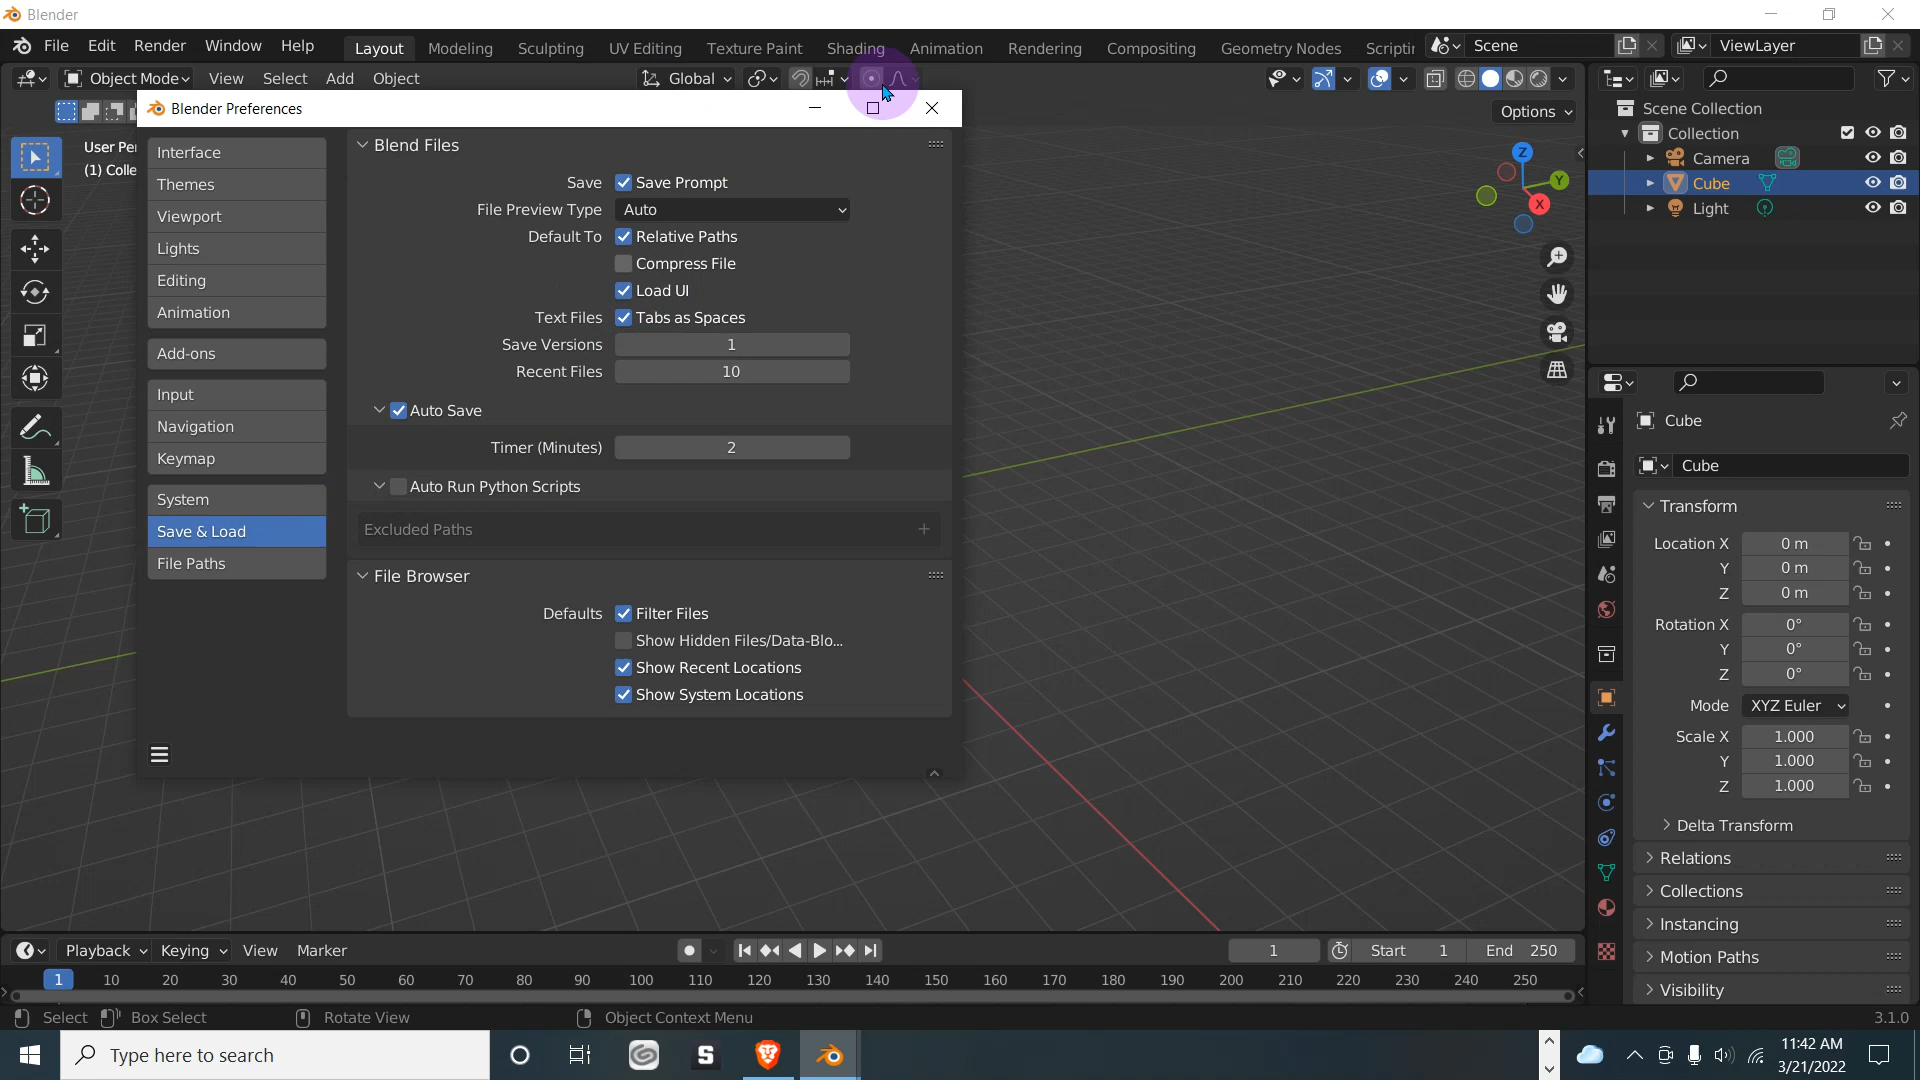 Blender
File Edit Render Window Help Layout Modeling Sculpting UV Editing Texture Paint Shading Animation Rendering Compositing Geometry Nodes Scriptir Scene ViewLayer
Object Mode View Select Add Object Global
Options
Blender Preferences
User Pe
(1) Colle
Interface
Themes
Viewport
Lights
Editing
Animation
Add-ons
Input
Navigation
Keymap
System
Save & Load
File Paths
Blend Files
Save Save Prompt
File Preview Type Auto
Default To Relative Paths
Compress File
Load UI
Text Files Tabs as Spaces
Save Versions 1
Recent Files 10
Auto Save
Timer (Minutes) 2
Auto Run Python Scripts
Excluded Paths
File Browser
Defaults Filter Files
Show Hidden Files/Data-Blo...
Show Recent Locations
Show System Locations
Z
Y
X
Scene Collection
Collection
Camera
Cube
Light
Cube
Cube
Transform
Location X 0 m
Y 0 m
Z 0 m
Rotation X 0°
Y 0°
Z 0°
Mode XYZ Euler
Scale X 1.000
Y 1.000
Z 1.000
Delta Transform
Relations
Collections
Instancing
Motion Paths
Visibility
Playback Keying View Marker 1 Start 1 End 250
1 10 20 30 40 50 60 70 80 90 100 110 120 130 140 150 160 170 180 190 200 210 220 230 240 250
Select Box Select Rotate View Object Context Menu 3.1.0
Type here to search
11:42 AM
3/21/2022